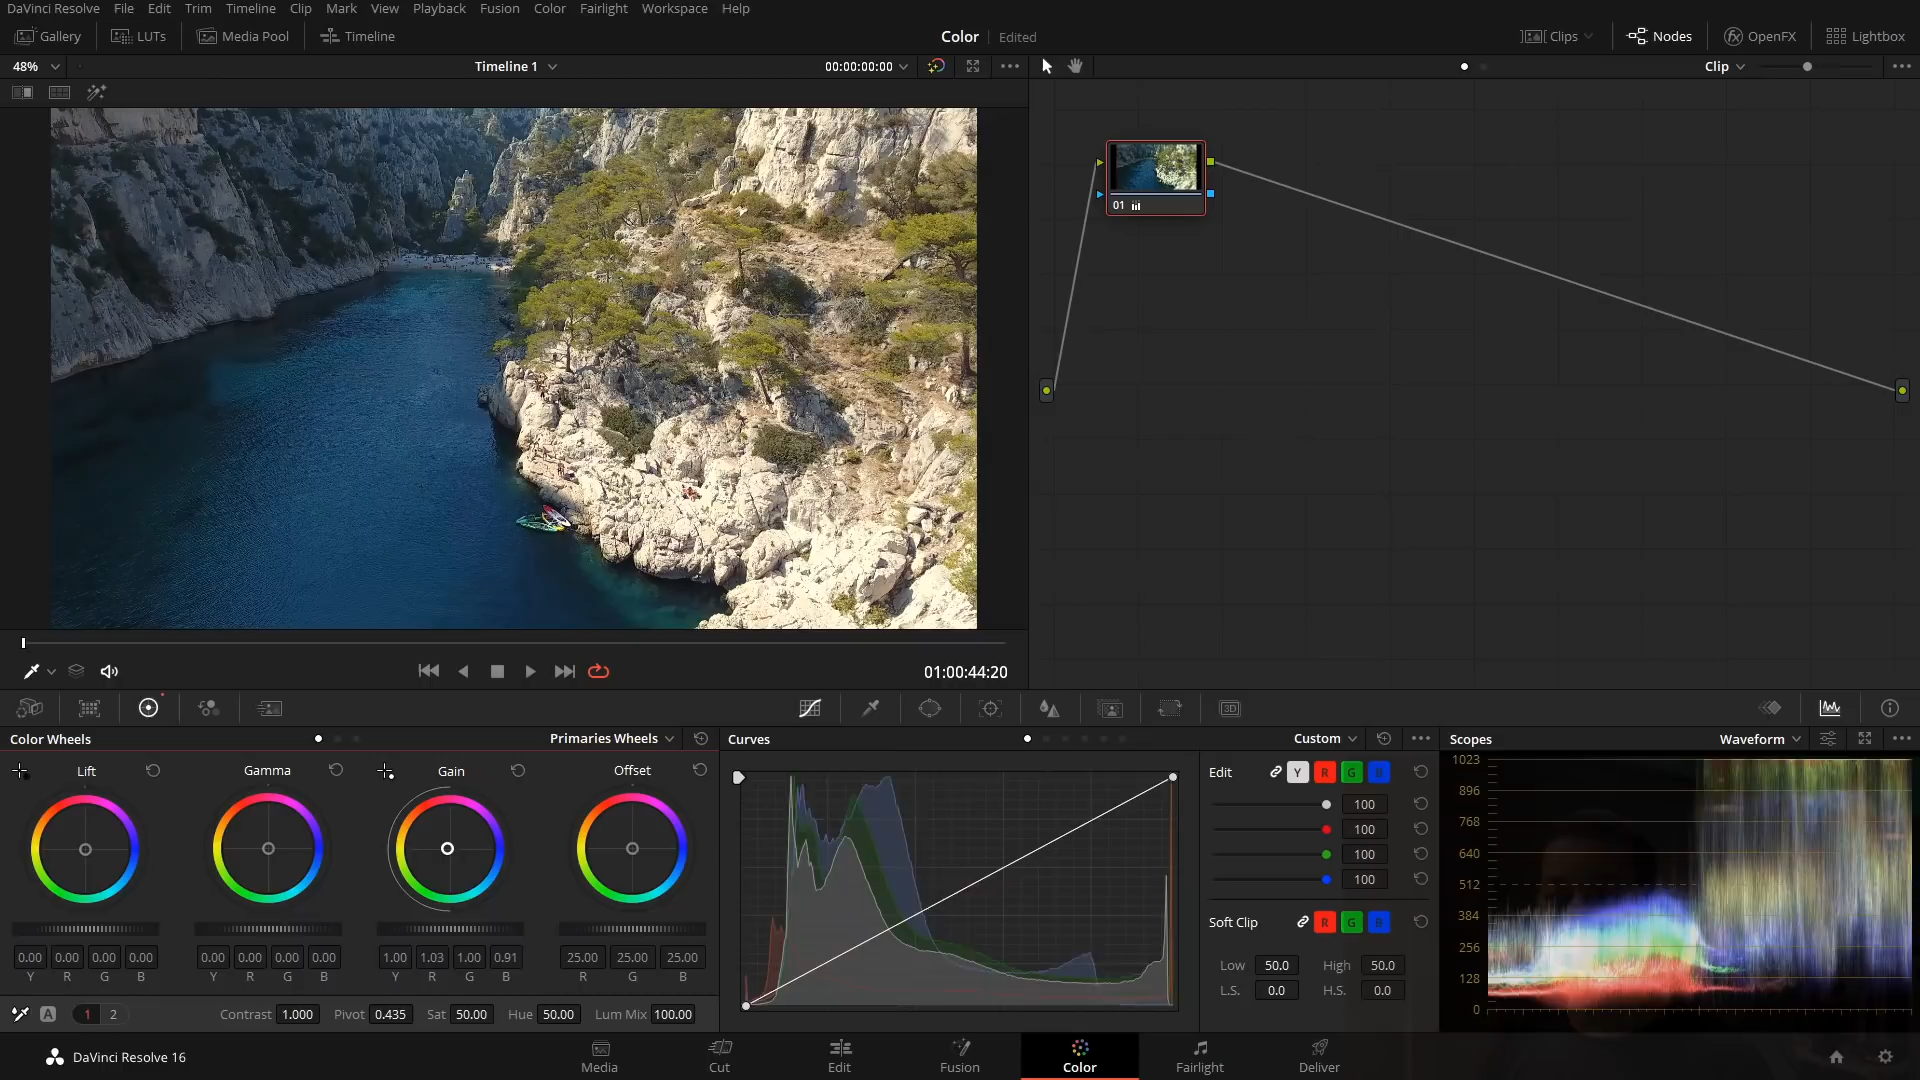 DaVinci Resolve File Edit Trim Timeline Clip Mark View Playback Fusion Color Fairlight Workspace Help
Gallery LUTs Media Pool Timeline Color Edited Clips Nodes OpenFX Lightbox
48% Timeline 1 00:00:00:00 Clip
01
01:00:44:20
3D
Color Wheels Primaries Wheels
Lift Gamma Gain Offset
0.00 0.00 0.00 0.00 0.00 0.00 0.00 0.00 1.00 1.03 1.00 0.91 25.00 25.00 25.00
Y R G B Y R G B Y R G B R G B
A 1 2 Contrast 1.000 Pivot 0.435 Sat 50.00 Hue 50.00 Lum Mix 100.00
Curves Custom
Edit Y R G B
100
100
100
100
Soft Clip R G B
Low 50.0 High 50.0
L.S. 0.0 H.S. 0.0
Scopes Waveform
1023
896
768
640
512
384
256
128
0
DaVinci Resolve 16 Media Cut Edit Fusion Color Fairlight Deliver